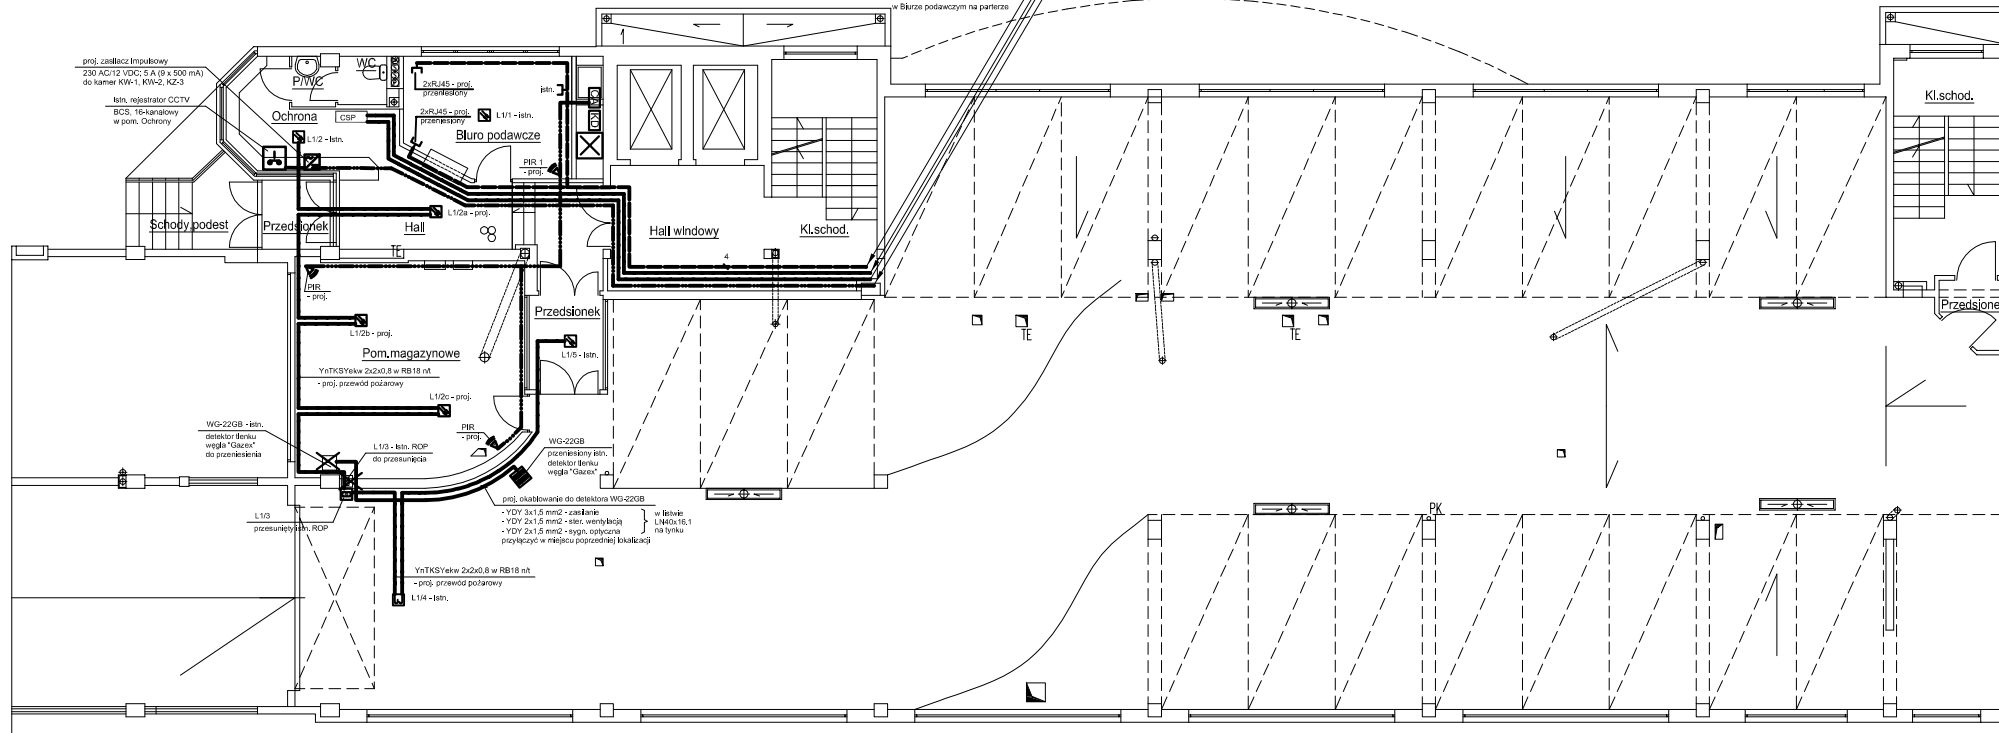 w Biurze podawczym na parterze
proj. zasilacz impulsowy
230 AC/12 VDC; 5 A (9 x 500 mA)
do kamer KW-1, KW-2, KZ-3
istn. rejestrator CCTV
BCS, 16-kanałowy
w pom. Ochrony
P/WC
WC
Ochrona
CSP
2xRJ45 - proj.
przeniesiony
2xRJ45 - proj.
przeniesiony
istn.
L1/1 - istn.
Biuro podawcze
CA
KD
PIR 1
- proj.
L1/2 - istn.
L1/2a - proj.
Schody,podest
Przedsionek
Hall
TE
Hall windowy
Kl.schod.
4
Kl.schod.
Przedsione
PIR
- proj.
L1/2b - proj.
Pom.magazynowe
Przedsionek
L1/5 - istn.
YnTKSYekw 2x2x0,8 w RB18 n/t
- proj. przewód pożarowy
L1/2c - proj.
TE
TE
WG-22GB - istn.
detektor tlenku
węgla "Gazex"
do przeniesienia
L1/3 - istn. ROP
do przesunięcia
PIR
- proj.
WG-22GB
przeniesiony istn.
detektor tlenku
węgla "Gazex"
L1/3
przesunięty istn. ROP
proj. okablowanie do detektora WG-22GB
- YDY 3x1,5 mm2 - zasilanie
- YDY 2x1,5 mm2 - ster. wentylacją
- YDY 2x1,5 mm2 - sygn. optyczna
w listwie
LN40x16.1
na tynku
przyłączyć w miejscu poprzedniej lokalizacji
PK
YnTKSYekw 2x2x0,8 w RB18 n/t
- proj. przewód pożarowy
L1/4 - istn.